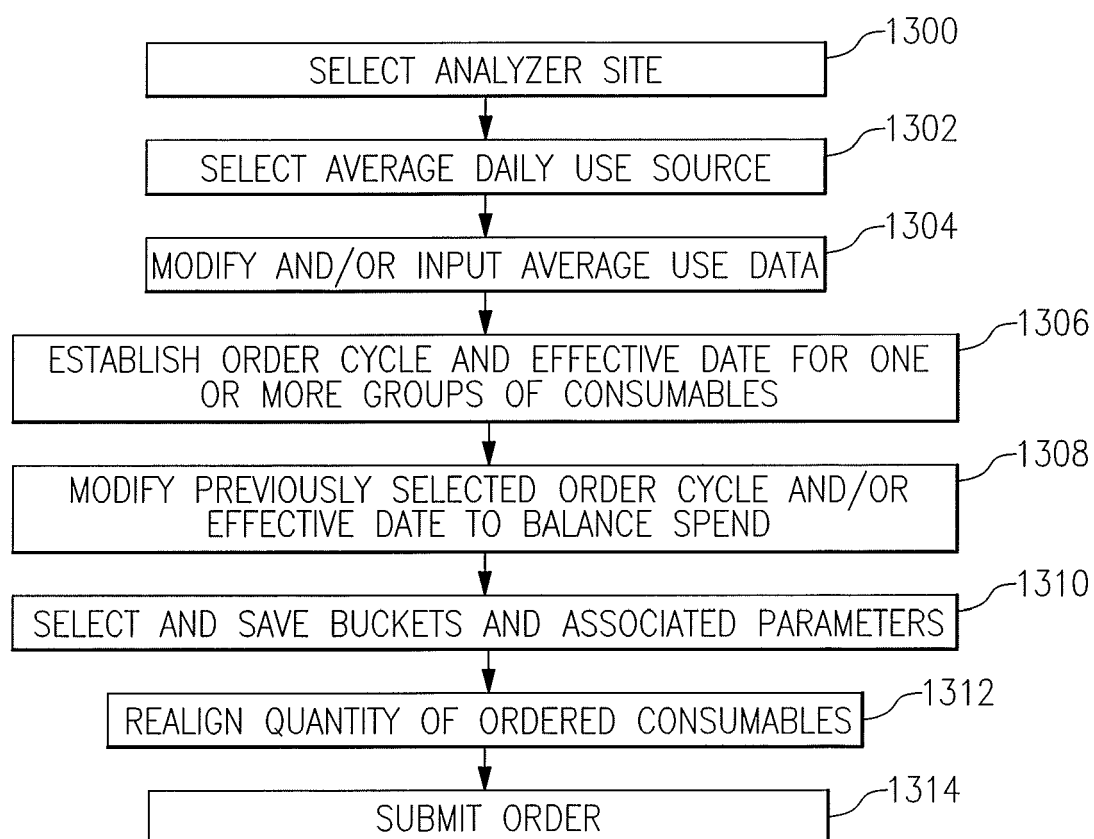 1300
SELECT ANALYZER SITE
1302
SELECT AVERAGE DAILY USE SOURCE
1304
MODIFY AND/OR INPUT AVERAGE USE DATA
1306
ESTABLISH ORDER CYCLE AND EFFECTIVE DATE FOR ONE
OR MORE GROUPS OF CONSUMABLES
1308
MODIFY PREVIOUSLY SELECTED ORDER CYCLE AND/OR
EFFECTIVE DATE TO BALANCE SPEND
1310
SELECT AND SAVE BUCKETS AND ASSOCIATED PARAMETERS
1312
REALIGN QUANTITY OF ORDERED CONSUMABLES
1314
SUBMIT ORDER